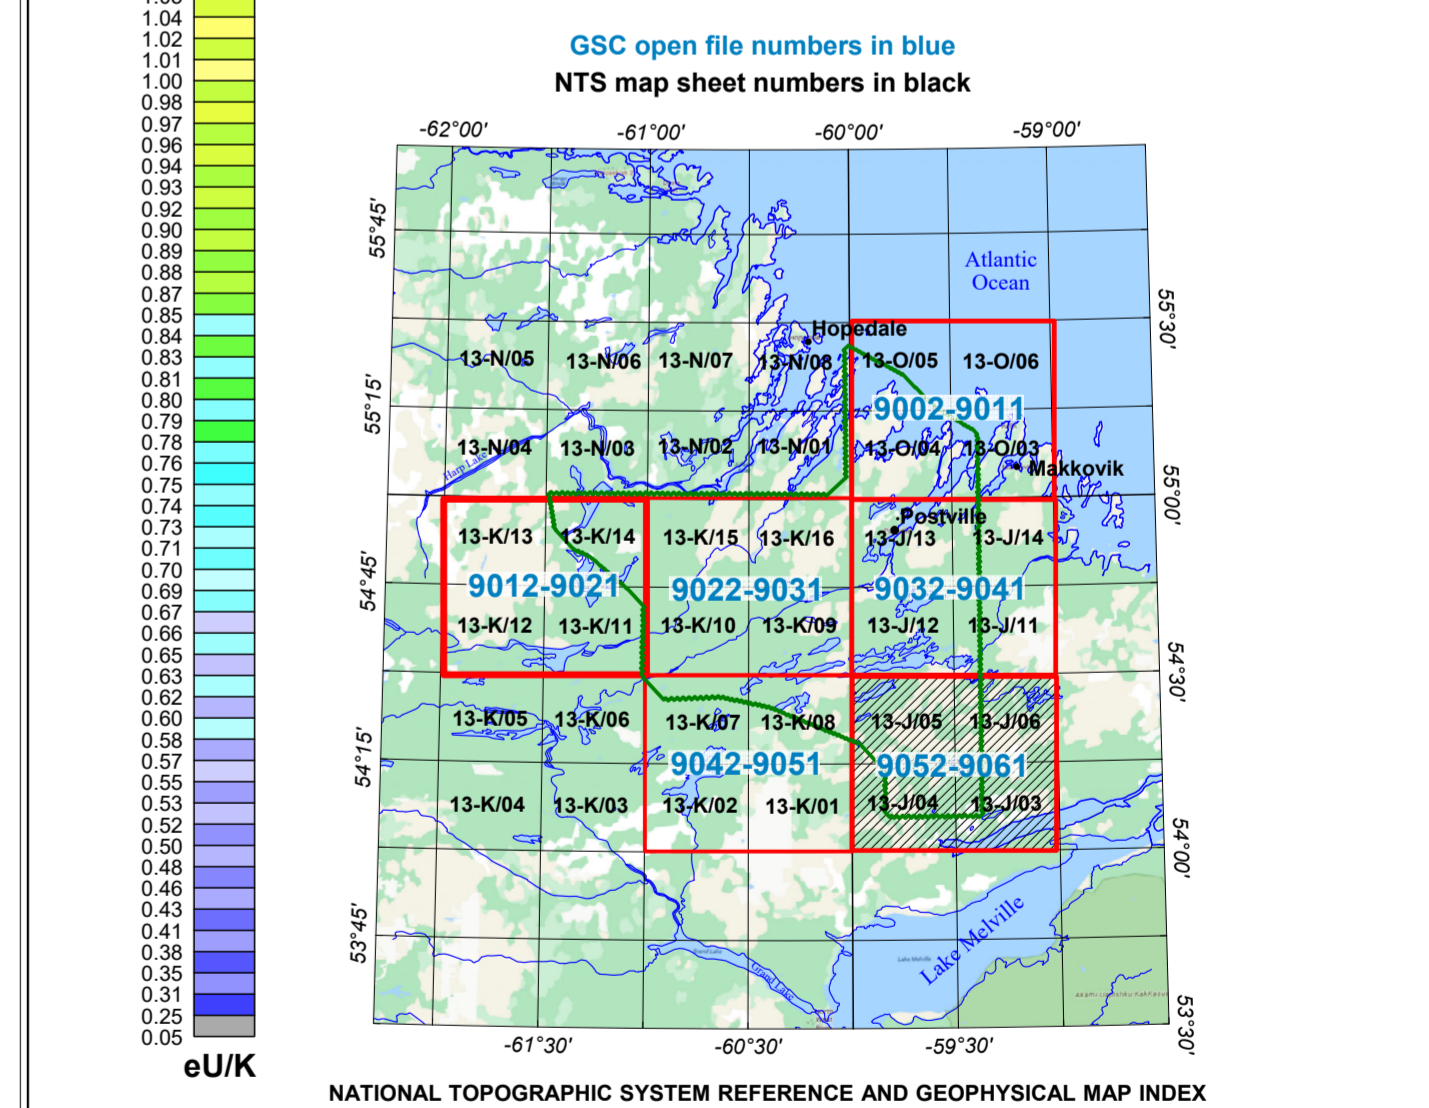 1.04
1.02
1.01
1.00
0.98
0.97
0.96
0.94
0.93
0.92
0.90
0.89
0.88
0.87
0.85
0.84
0.83
0.81
0.80
0.79
0.78
0.76
0.75
0.74
0.73
0.71
0.70
0.69
0.67
0.66
0.65
0.63
0.62
0.60
0.58
0.57
0.55
0.53
0.52
0.50
0.48
0.46
0.43
0.41
0.38
0.35
0.31
0.25
0.05
eU/K
GSC open file numbers in blue
NTS map sheet numbers in black
-62°00' -61°00' -60°00' -59°00'
55°45'
Atlantic
Ocean
55°30'
Hopedale
13-N/05 13-N/06 13-N/07 13-N/08 13-O/05 13-O/06
55°15'
9002-9011
13-N/04 13-N/03 13-N/02 13-N/01 13-O/04 13-O/03
Harp Lake
Makkovik
55°00'
Postville
13-K/13 13-K/14 13-K/15 13-K/16 13-J/13 13-J/14
54°45'
9012-9021 9022-9031 9032-9041
13-K/12 13-K/11 13-K/10 13-K/09 13-J/12 13-J/11
54°30'
13-K/05 13-K/06 13-K/07 13-K/08 13-J/05 13-J/06
54°15'
9042-9051 9052-9061
13-K/04 13-K/03 13-K/02 13-K/01 13-J/04 13-J/03
54°00'
53°45'
Grand Lake
Grand Lake
Lake Melville
Lake Melville
53°30'
-61°30' -60°30' -59°30'
NATIONAL TOPOGRAPHIC SYSTEM REFERENCE AND GEOPHYSICAL MAP INDEX